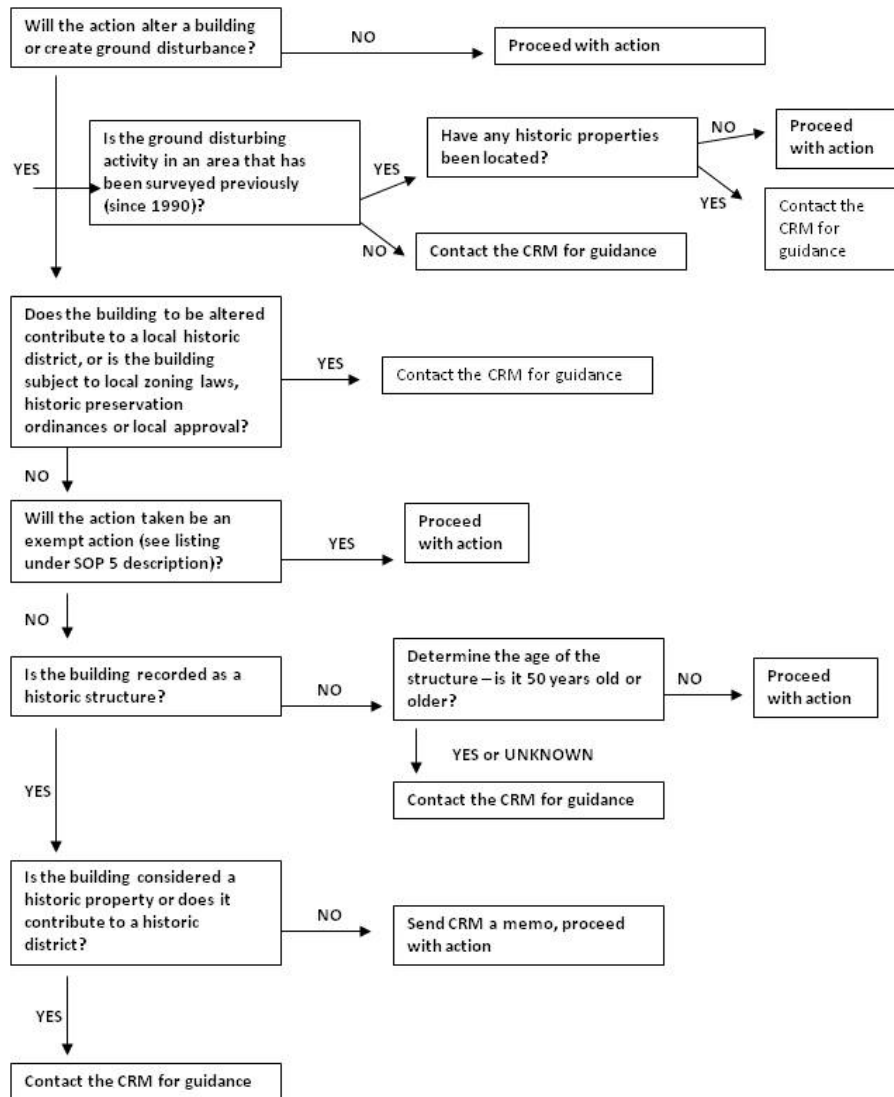 Will the action alter a building
or create ground disturbance?
NO
Proceed with action
YES
Is the ground disturbing
activity in an area that has
been surveyed previously
(since 1990)?
YES
Have any historic properties
been located?
NO
Proceed
with action
YES
Contact the
CRM for
guidance
NO
Contact the CRM for guidance
Does the building to be altered
contribute to a local historic
district, or is the building
subject to local zoning laws,
historic preservation
ordinances or local approval?
YES
Contact the CRM for guidance
NO
Will the action taken be an
exempt action (see listing
under SOP 5 description)?
YES
Proceed
with action
NO
Is the building recorded as a
historic structure?
NO
Determine the age of the
structure – is it 50 years old or
older?
NO
Proceed
with action
YES or UNKNOWN
Contact the CRM for guidance
YES
Is the building considered a
historic property or does it
contribute to a historic
district?
NO
Send CRM a memo, proceed
with action
YES
Contact the CRM for guidance